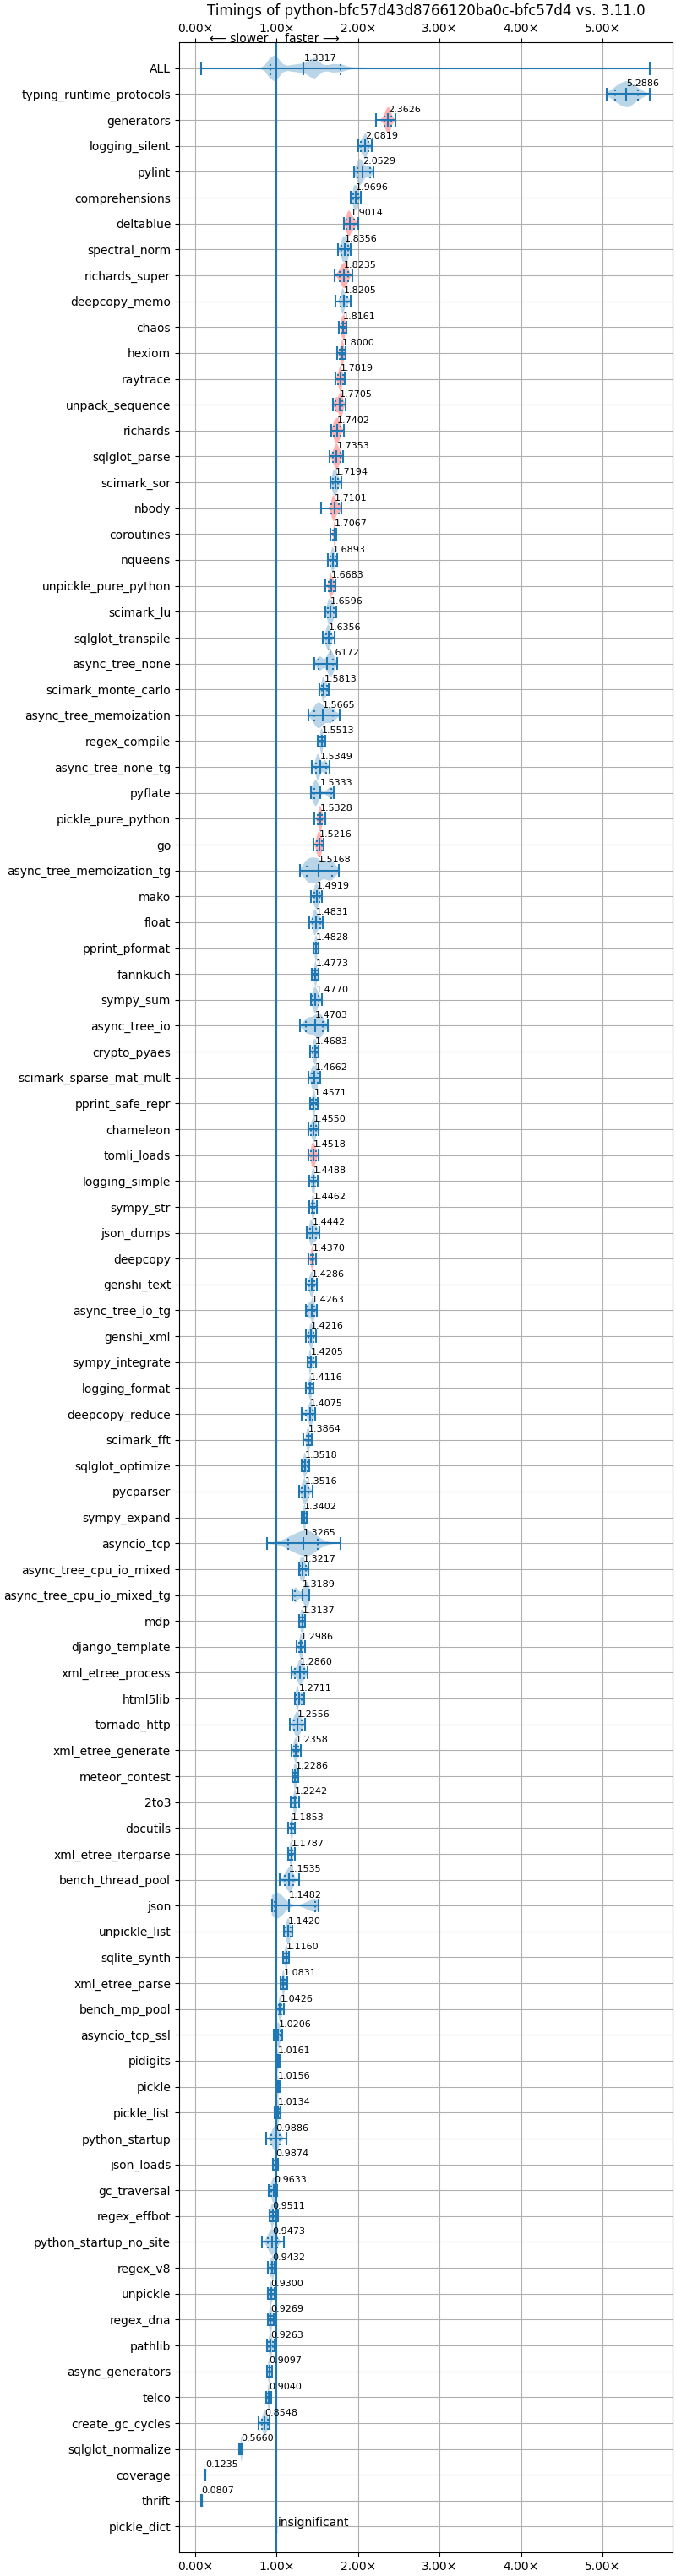 Timings of python-bfc57d43d8766120ba0c-bfc57d4 vs. 3.11.0
0.00× 1.00× 2.00× 3.00× 4.00× 5.00×
⟵ slower faster ⟶
ALL 1.3317
typing_runtime_protocols 5.2886
generators 2.3626
logging_silent 2.0819
pylint 2.0529
comprehensions 1.9696
deltablue 1.9014
spectral_norm 1.8356
richards_super 1.8235
deepcopy_memo 1.8205
chaos 1.8161
hexiom 1.8000
raytrace 1.7819
unpack_sequence 1.7705
richards 1.7402
sqlglot_parse 1.7353
scimark_sor 1.7194
nbody 1.7101
coroutines 1.7067
nqueens 1.6893
unpickle_pure_python 1.6683
scimark_lu 1.6596
sqlglot_transpile 1.6356
async_tree_none 1.6172
scimark_monte_carlo 1.5813
async_tree_memoization 1.5665
regex_compile 1.5513
async_tree_none_tg 1.5349
pyflate 1.5333
pickle_pure_python 1.5328
go 1.5216
async_tree_memoization_tg 1.5168
mako 1.4919
float 1.4831
pprint_pformat 1.4828
fannkuch 1.4773
sympy_sum 1.4770
async_tree_io 1.4703
crypto_pyaes 1.4683
scimark_sparse_mat_mult 1.4662
pprint_safe_repr 1.4571
chameleon 1.4550
tomli_loads 1.4518
logging_simple 1.4488
sympy_str 1.4462
json_dumps 1.4442
deepcopy 1.4370
genshi_text 1.4286
async_tree_io_tg 1.4263
genshi_xml 1.4216
sympy_integrate 1.4205
logging_format 1.4116
deepcopy_reduce 1.4075
scimark_fft 1.3864
sqlglot_optimize 1.3518
pycparser 1.3516
sympy_expand 1.3402
asyncio_tcp 1.3265
async_tree_cpu_io_mixed 1.3217
async_tree_cpu_io_mixed_tg 1.3189
mdp 1.3137
django_template 1.2986
xml_etree_process 1.2860
html5lib 1.2711
tornado_http 1.2556
xml_etree_generate 1.2358
meteor_contest 1.2286
2to3 1.2242
docutils 1.1853
xml_etree_iterparse 1.1787
bench_thread_pool 1.1535
json 1.1482
unpickle_list 1.1420
sqlite_synth 1.1160
xml_etree_parse 1.0831
bench_mp_pool 1.0426
asyncio_tcp_ssl 1.0206
pidigits 1.0161
pickle 1.0156
pickle_list 1.0134
python_startup 0.9886
json_loads 0.9874
gc_traversal 0.9633
regex_effbot 0.9511
python_startup_no_site 0.9473
regex_v8 0.9432
unpickle 0.9300
regex_dna 0.9269
pathlib 0.9263
async_generators 0.9097
telco 0.9040
create_gc_cycles 0.8548
sqlglot_normalize 0.5660
coverage 0.1235
thrift 0.0807
pickle_dict insignificant
0.00× 1.00× 2.00× 3.00× 4.00× 5.00×